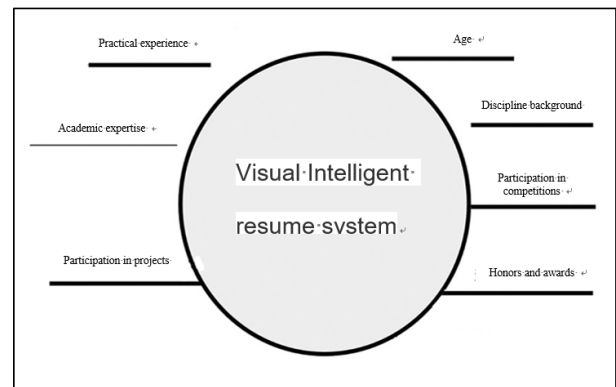 Practical experience
Age
Academic expertise
Discipline background
Visual Intelligent
resume svstem
Participation in
competitions
Participation in projects
Honors and awards